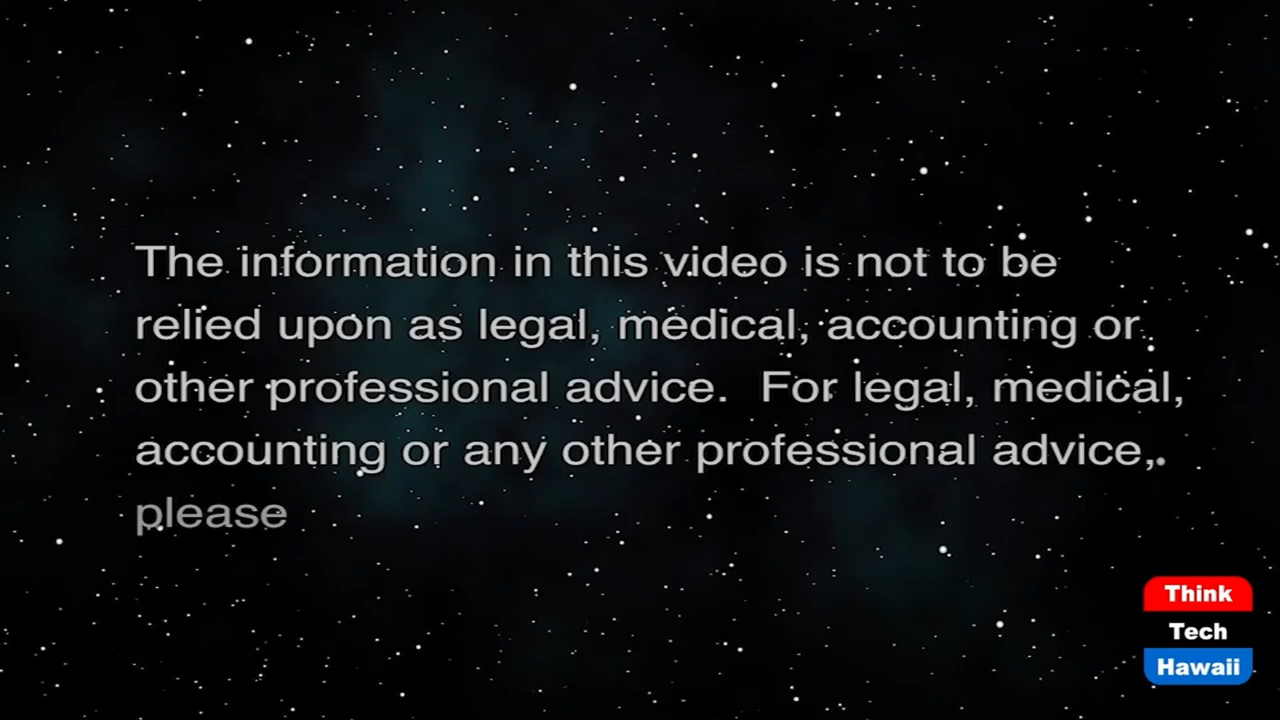 The information in this video is not to be
relied upon as legal, medical, accounting or
other professional advice.  For legal, medical,
accounting or any other professional advice,
please
Think
Tech
Hawaii